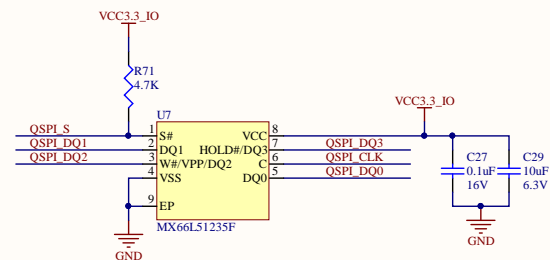 VCC3.3_IO
R71
4.7K
U7
VCC3.3_IO
QSPI_S 1 S# VCC 8
QSPI_DQ1 2 DQ1 HOLD#/DQ3 7 QSPI_DQ3
QSPI_DQ2 3 W#/VPP/DQ2 C 6 QSPI_CLK
4 VSS DQ0 5 QSPI_DQ0
9 EP
MX66L51235F
GND
C27
0.1uF
16V
C29
10uF
6.3V
GND